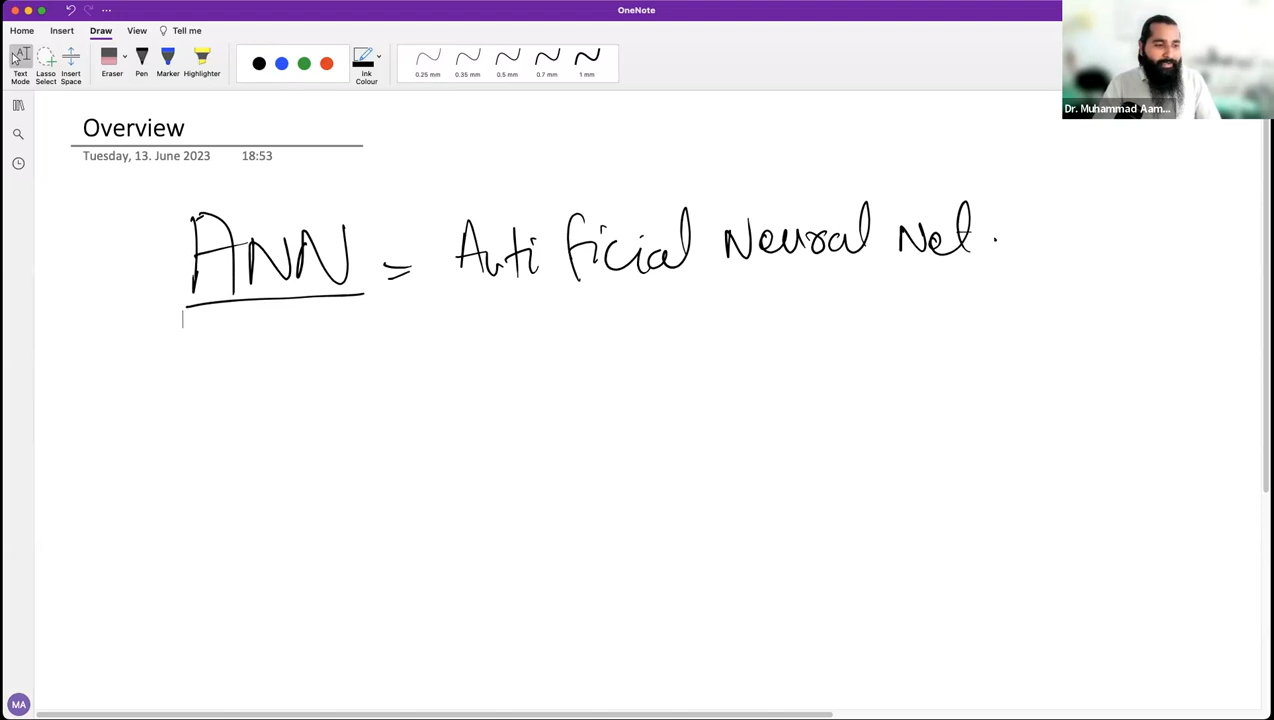 OneNote
Home Insert Draw View Tell me
Text Mode Lasso Select Insert Space Eraser Pen Marker Highlighter Ink Colour 0.25 mm 0.35 mm 0.5 mm 0.7 mm 1 mm
Dr. Muhammad Aam...
Overview
Tuesday, 13. June 2023 18:53
ANN = Artificial Neural Net.
MA